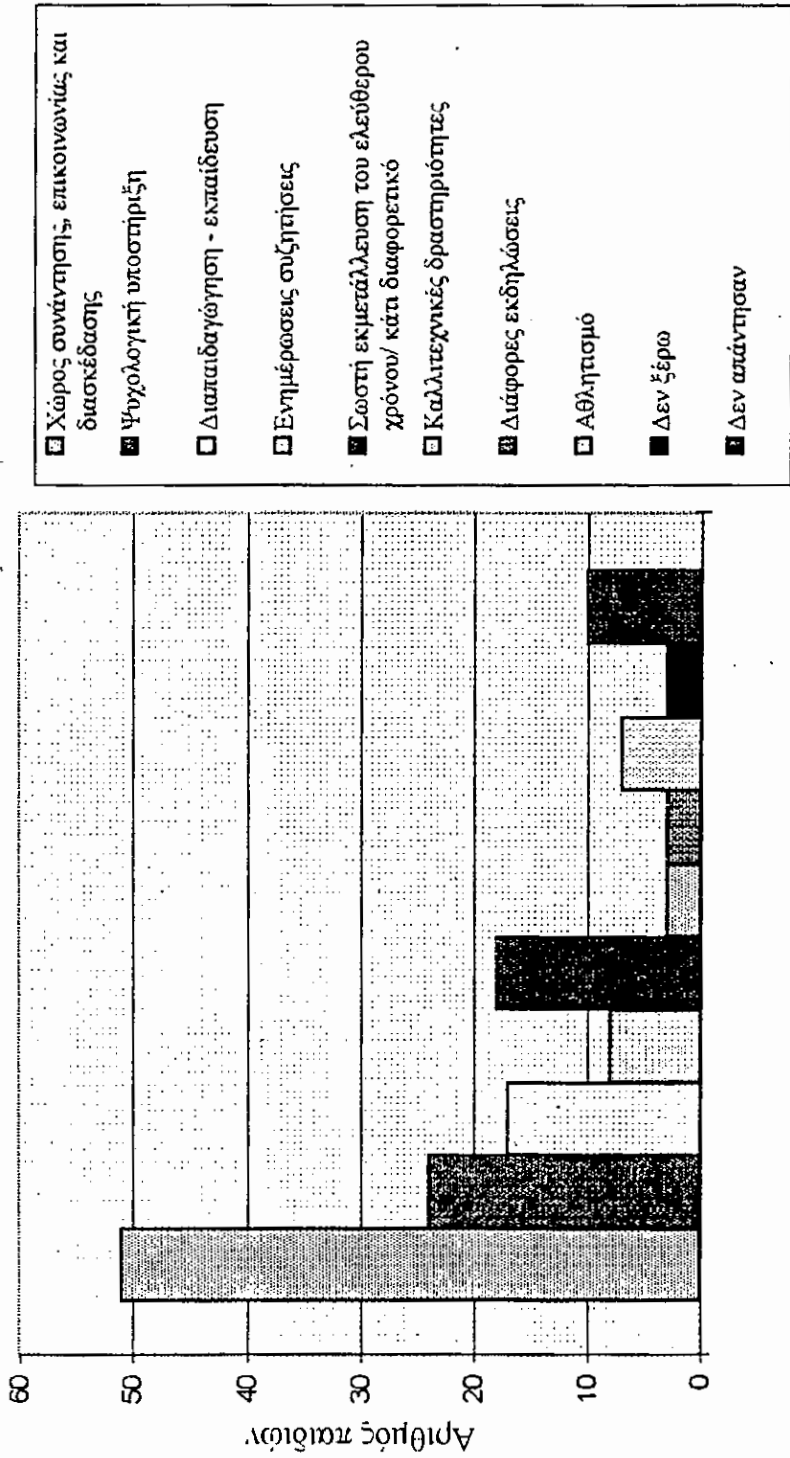 Αριθμός παιδιών
60
50
40
30
20
10
0
Χώρος συνάντησης, επικοινωνίας και
διασκέδασης
Ψυχολογική υποστήριξη
Διαπαιδαγώγηση - εκπαίδευση
Ενημέρωσεις συζητήσεις
Σωστή εκμετάλλευση του ελεύθερου
χρόνου/ κάτι διαφορετικό
Καλλιτεχνικές δραστηριότητες
Διάφορες εκδηλώσεις
Αθλητισμό
Δεν ξέρω
Δεν απάντησαν